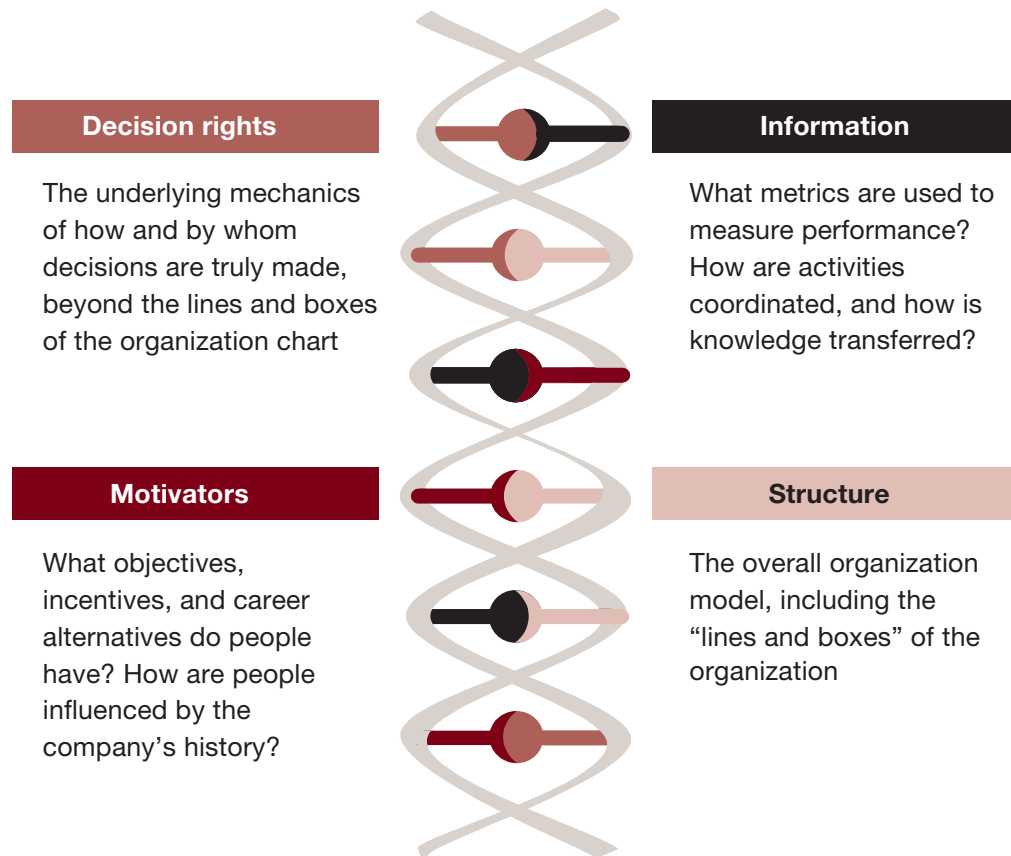 Decision rights
The underlying mechanics
of how and by whom
decisions are truly made,
beyond the lines and boxes
of the organization chart
Information
What metrics are used to
measure performance?
How are activities
coordinated, and how is
knowledge transferred?
Motivators
What objectives,
incentives, and career
alternatives do people
have? How are people
influenced by the
company’s history?
Structure
The overall organization
model, including the
“lines and boxes” of the
organization